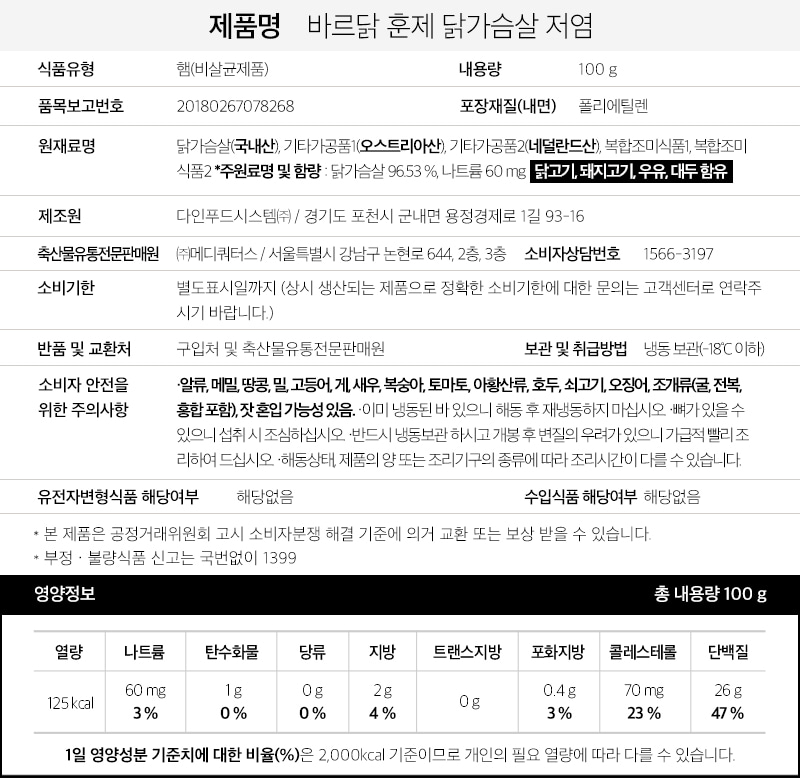 제품명 바르닭 훈제 닭가슴살 저염
식품유형 햄(비살균제품) 내용량 100 g
품목보고번호 20180267078268 포장재질(내면) 폴리에틸렌
원재료명 닭가슴살(국내산), 기타가공품1(오스트리아산), 기타가공품2(네덜란드산), 복합조미식품1, 복합조미
식품2 *주원료명 및 함량 : 닭가슴살 96.53 %, 나트륨 60 mg 닭고기, 돼지고기, 우유, 대두 함유
제조원 다인푸드시스템㈜ / 경기도 포천시 군내면 용정경제로 1길 93-16
축산물유통전문판매원 ㈜메디쿼터스 / 서울특별시 강남구 논현로 644, 2층, 3층 소비자상담번호 1566-3197
소비기한 별도표시일까지 (상시 생산되는 제품으로 정확한 소비기한에 대한 문의는 고객센터로 연락주
시기 바랍니다.)
반품 및 교환처 구입처 및 축산물유통전문판매원 보관 및 취급방법 냉동 보관(-18℃ 이하)
소비자 안전을 ·알류, 메밀, 땅콩, 밀, 고등어, 게, 새우, 복숭아, 토마토, 아황산류, 호두, 쇠고기, 오징어, 조개류(굴, 전복,
위한 주의사항 홍합 포함), 잣 혼입 가능성 있음. ·이미 냉동된 바 있으니 해동 후 재냉동하지 마십시오. ·뼈가 있을 수
있으니 섭취 시 조심하십시오. ·반드시 냉동보관 하시고 개봉 후 변질의 우려가 있으니 가급적 빨리 조
리하여 드십시오. ·해동상태, 제품의 양 또는 조리기구의 종류에 따라 조리시간이 다를 수 있습니다.
유전자변형식품 해당여부 해당없음 수입식품 해당여부 해당없음
* 본 제품은 공정거래위원회 고시 소비자분쟁 해결 기준에 의거 교환 또는 보상 받을 수 있습니다.
* 부정 · 불량식품 신고는 국번없이 1399
영양정보 총 내용량 100 g
열량 나트륨 탄수화물 당류 지방 트랜스지방 포화지방 콜레스테롤 단백질
125 kcal 60 mg 1 g 0 g 2 g 0 g 0.4 g 70 mg 26 g
3 % 0 % 0 % 4 % 3 % 23 % 47 %
1일 영양성분 기준치에 대한 비율(%)은 2,000kcal 기준이므로 개인의 필요 열량에 따라 다를 수 있습니다.